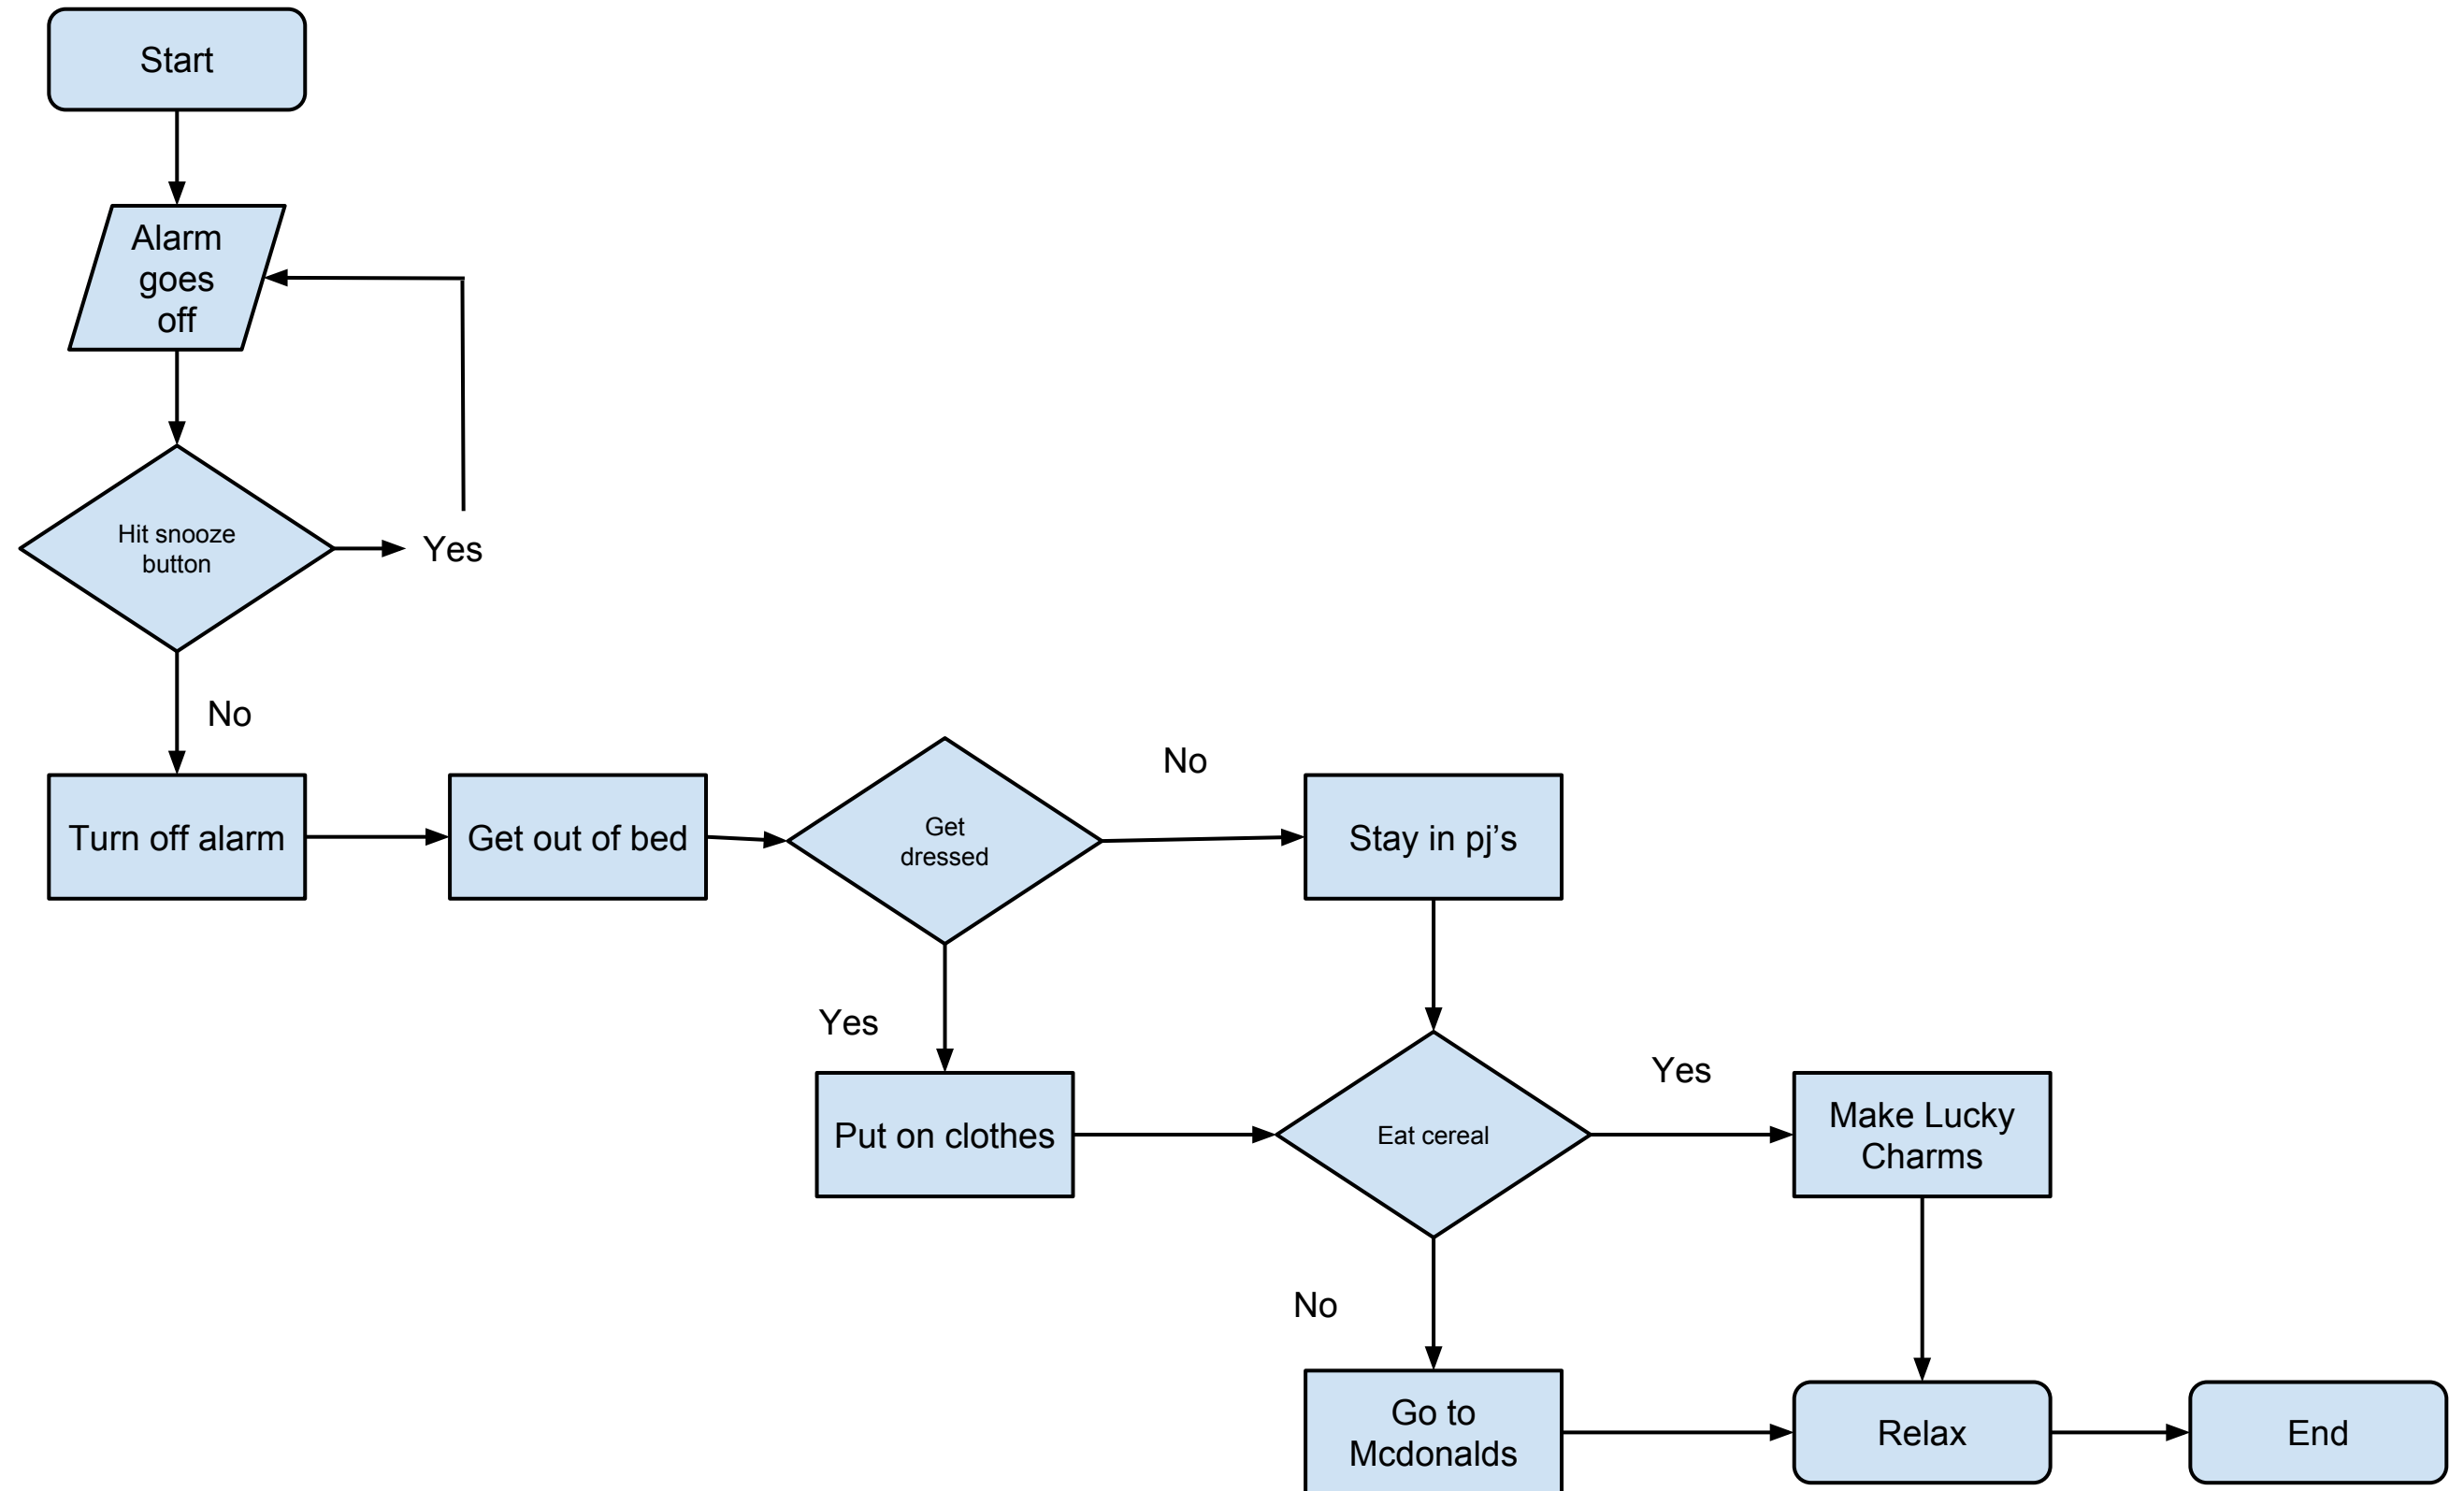 Start
Alarm
goes
off
Hit snooze
button
Yes
No
Turn off alarm
Get out of bed
Get
dressed
No
Stay in pj's
Yes
Put on clothes
Eat cereal
Yes
Make Lucky
Charms
No
Go to
Mcdonalds
Relax
End